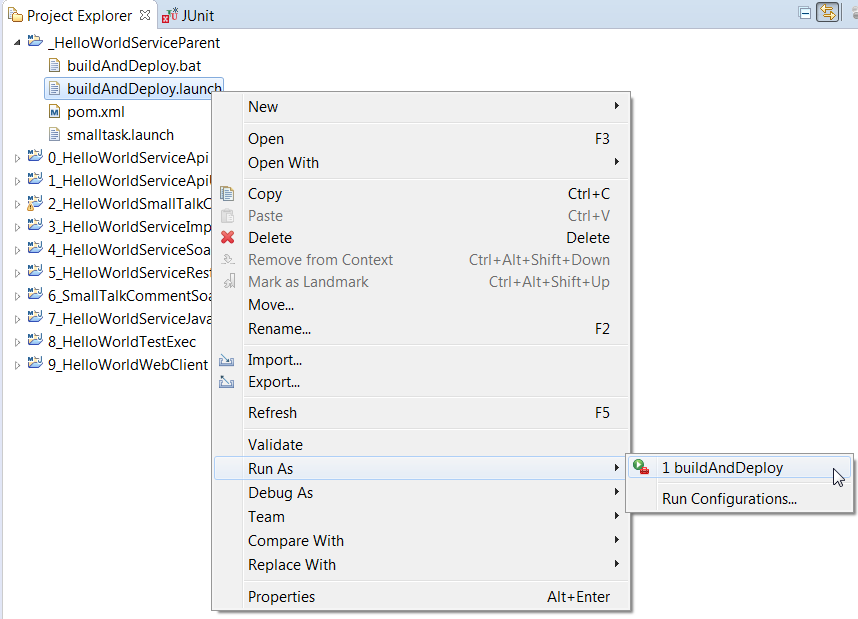 Project Explorer
JUnit
_HelloWorldServiceParent
buildAndDeploy.bat
buildAndDeploy.launch
pom.xml
smalltask.launch
0_HelloWorldServiceApi
1_HelloWorldServiceApi
2_HelloWorldSmallTalkC
3_HelloWorldServiceImp
4_HelloWorldServiceSoa
5_HelloWorldServiceRest
6_SmallTalkCommentSoa
7_HelloWorldServiceJava
8_HelloWorldTestExec
9_HelloWorldWebClient
New
Open F3
Open With
Copy Ctrl+C
Paste Ctrl+V
Delete Delete
Remove from Context Ctrl+Alt+Shift+Down
Mark as Landmark Ctrl+Alt+Shift+Up
Move...
Rename... F2
Import...
Export...
Refresh F5
Validate
Run As
Debug As
Team
Compare With
Replace With
Properties Alt+Enter
1 buildAndDeploy
Run Configurations...